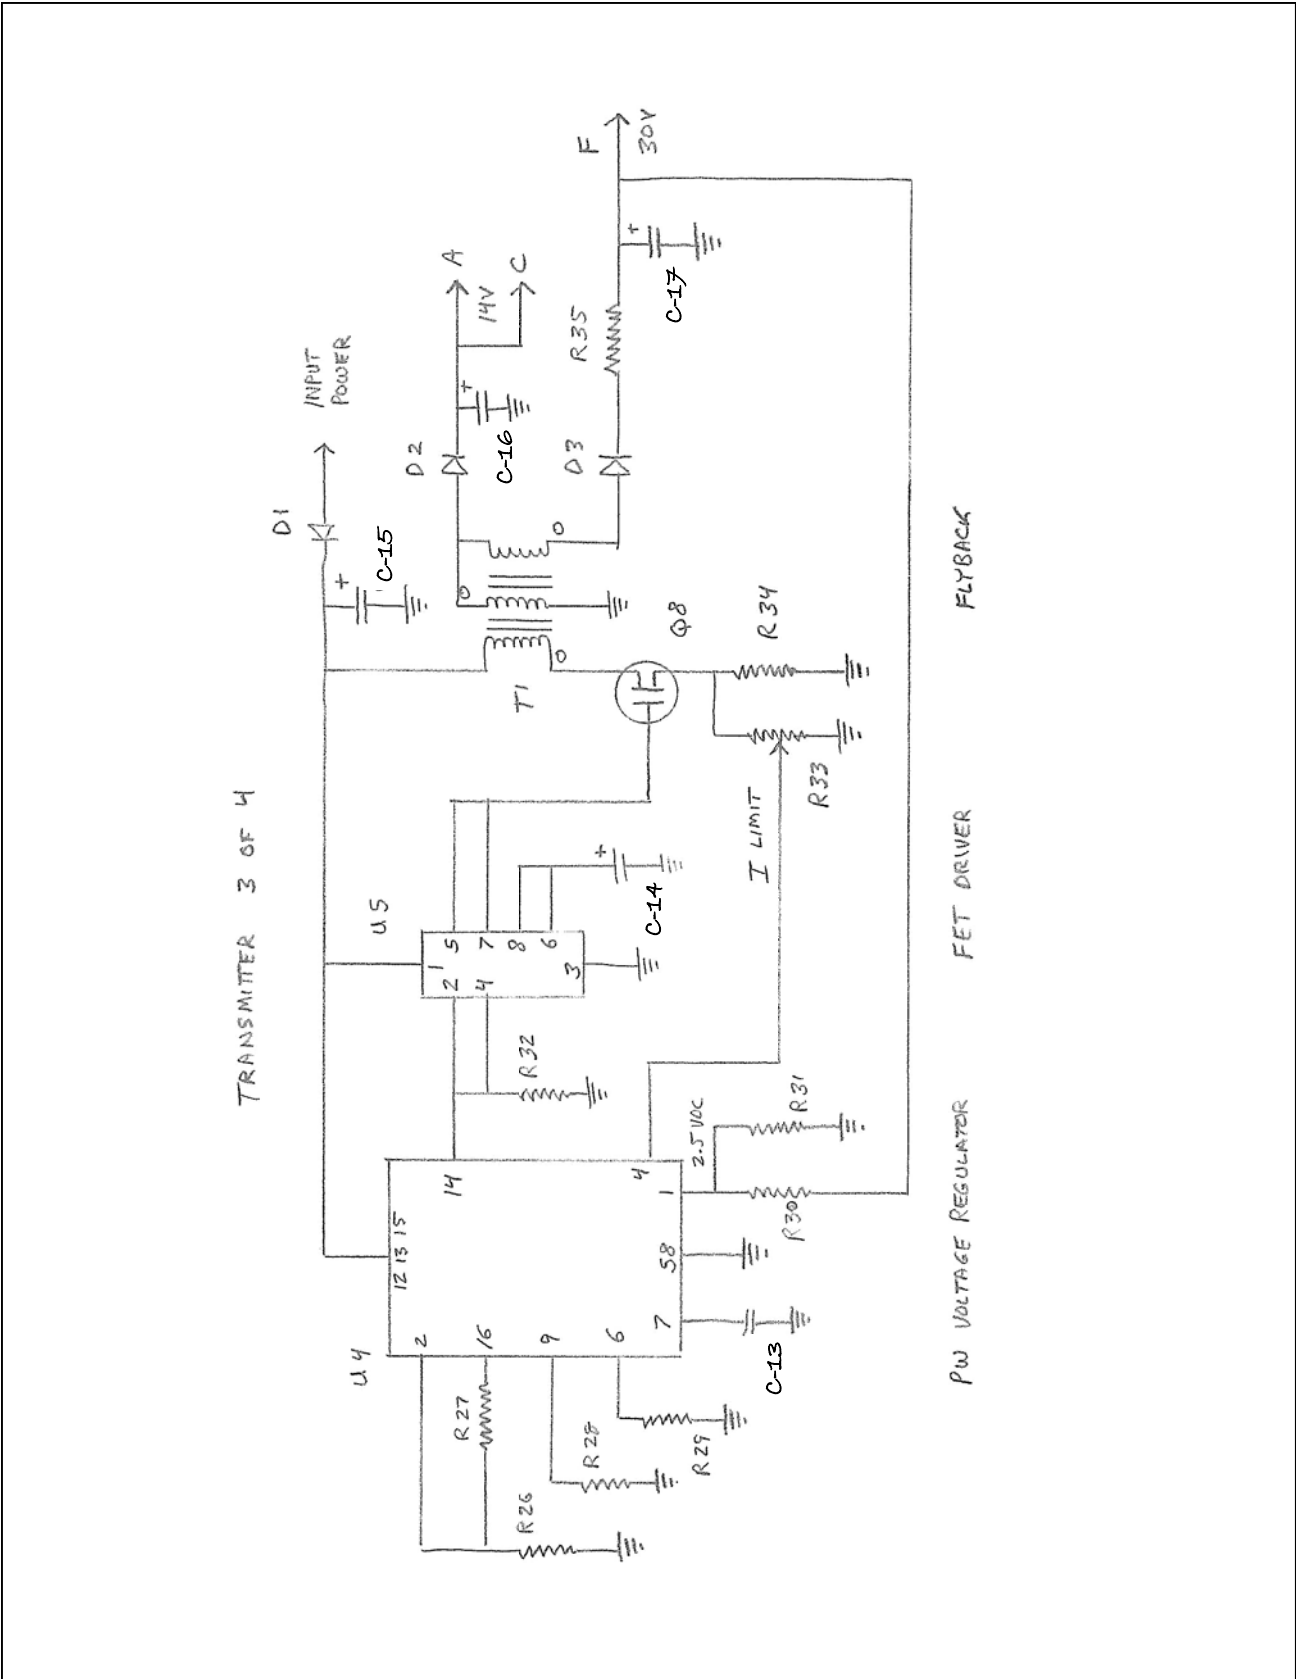 TRANSMITTER 3 OF 4
D1
INPUT
POWER
+
C-15
U4
12 13 15
2
16
9
6
14
4
7
58
1
R27
R26
R28
R29
C-13
R30
2.5 VDC
R31
R32
U5
1
2
4
5
7
8
6
3
+
C-14
I LIMIT
R33
R34
Q8
T1
O
O
O
D2
+
C-16
14V
A
C
D3
R35
+
C-17
F
30V
PW VOLTAGE REGULATOR
FET DRIVER
FLYBACK